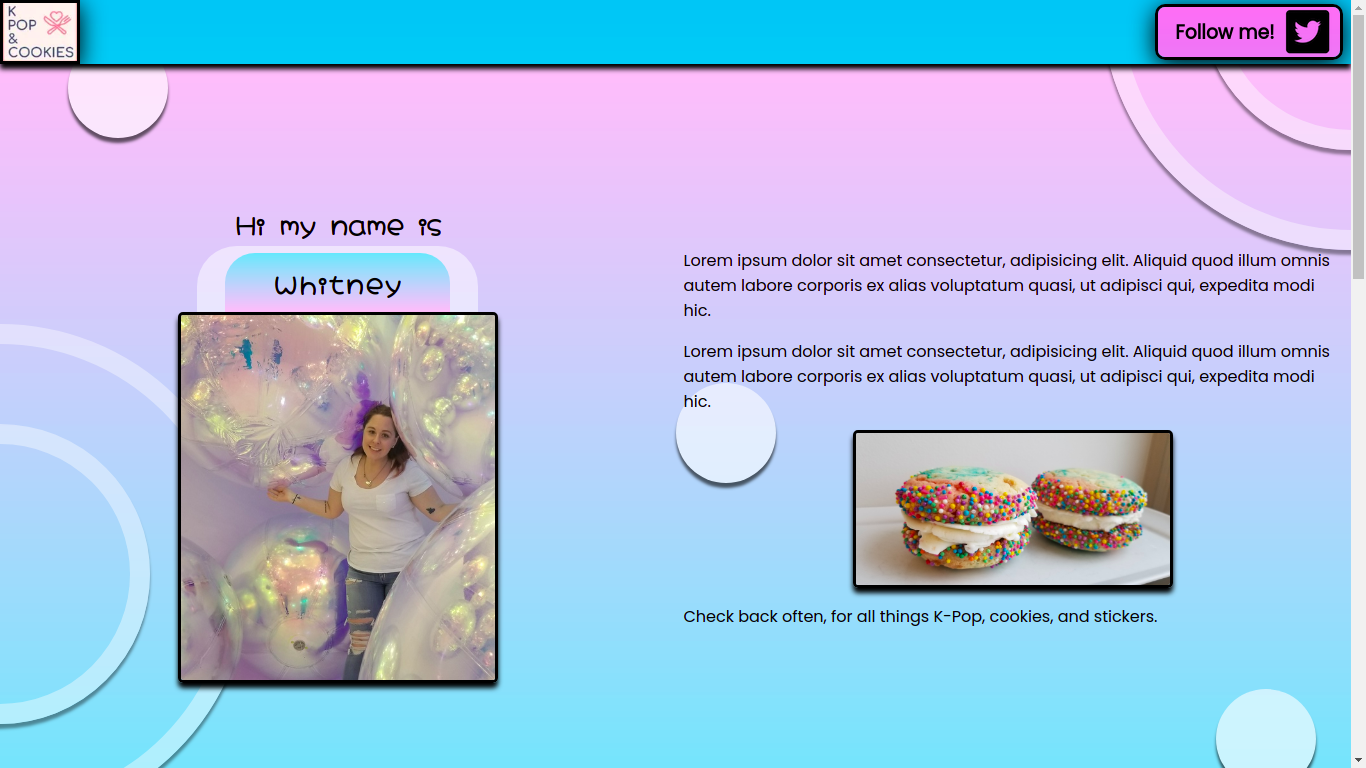 K
POP
&
COOKIES
Follow me!
Hi my name is
Whitney
Lorem ipsum dolor sit amet consectetur, adipisicing elit. Aliquid quod illum omnis
autem labore corporis ex alias voluptatum quasi, ut adipisci qui, expedita modi
hic.
Lorem ipsum dolor sit amet consectetur, adipisicing elit. Aliquid quod illum omnis
autem labore corporis ex alias voluptatum quasi, ut adipisci qui, expedita modi
hic.
Check back often, for all things K-Pop, cookies, and stickers.